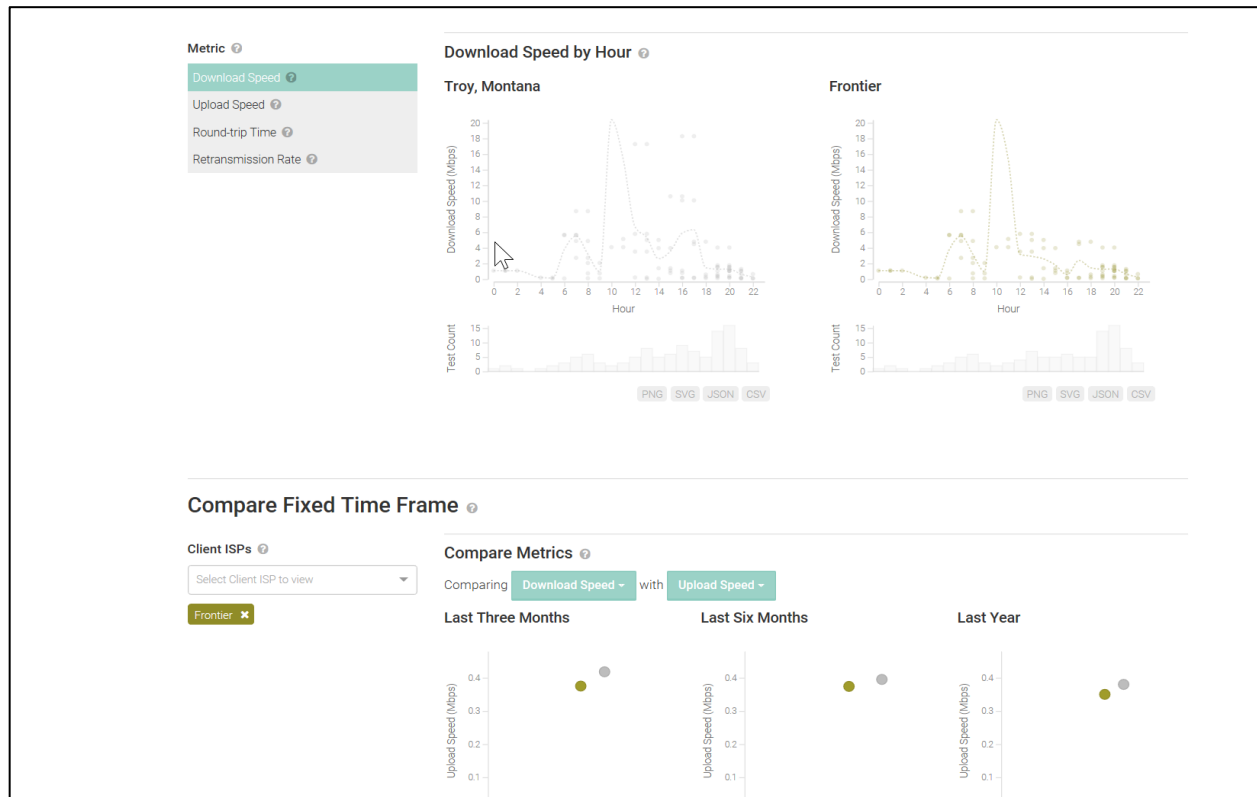 Metric ?
Download Speed ?
Upload Speed ?
Round-trip Time ?
Retransmission Rate ?
Download Speed by Hour ?
Troy, Montana
Download Speed (Mbps)
20
18
16
14
12
10
8
6
4
2
0
0 2 4 6 8 10 12 14 16 18 20 22
Hour
Test Count
15
10
5
0
PNG SVG JSON CSV
Frontier
Download Speed (Mbps)
20
18
16
14
12
10
8
6
4
2
0
0 2 4 6 8 10 12 14 16 18 20 22
Hour
Test Count
15
10
5
0
PNG SVG JSON CSV
Compare Fixed Time Frame ?
Client ISPs ?
Select Client ISP to view
Frontier ×
Compare Metrics ?
Comparing Download Speed with Upload Speed
Last Three Months
Upload Speed (Mbps)
0.4
0.3
0.2
0.1
Last Six Months
Upload Speed (Mbps)
0.4
0.3
0.2
0.1
Last Year
Upload Speed (Mbps)
0.4
0.3
0.2
0.1